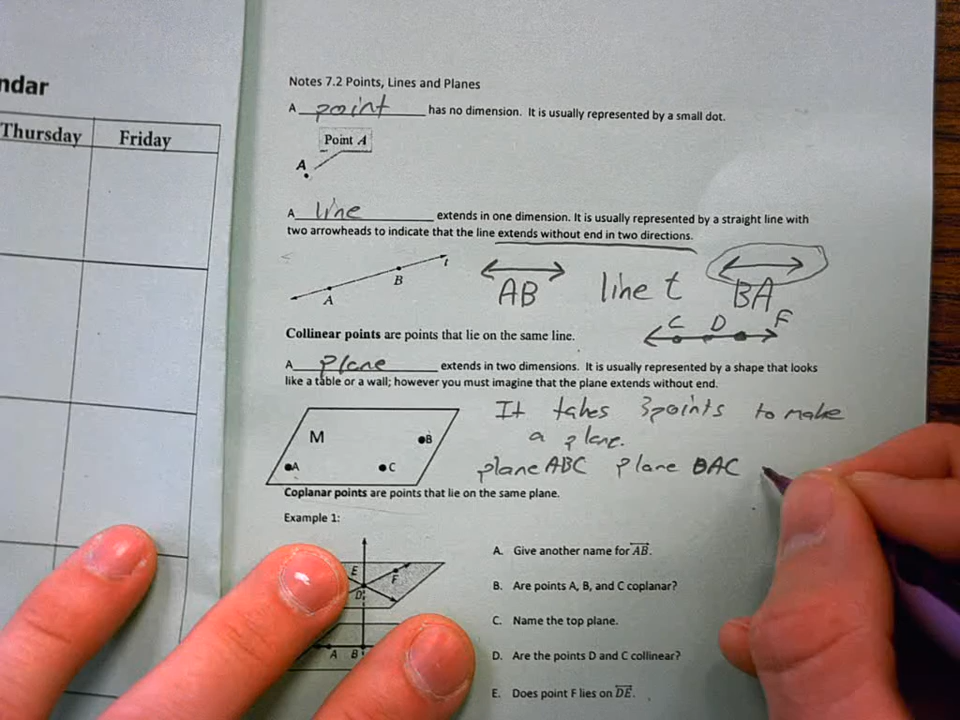 ndar
Thursday Friday
Notes 7.2 Points, Lines and Planes
A point has no dimension. It is usually represented by a small dot.
Point A
A
A line extends in one dimension. It is usually represented by a straight line with
two arrowheads to indicate that the line extends without end in two directions.
A B t
AB line t BA
C D F
Collinear points are points that lie on the same line.
A plane extends in two dimensions. It is usually represented by a shape that looks
like a table or a wall; however you must imagine that the plane extends without end.
M
A B C
It takes 3points to make
a plane.
plane ABC plane BAC
Coplanar points are points that lie on the same plane.
Example 1:
E F
D
A B
A. Give another name for AB.
B. Are points A, B, and C coplanar?
C. Name the top plane.
D. Are the points D and C collinear?
E. Does point F lies on DE.